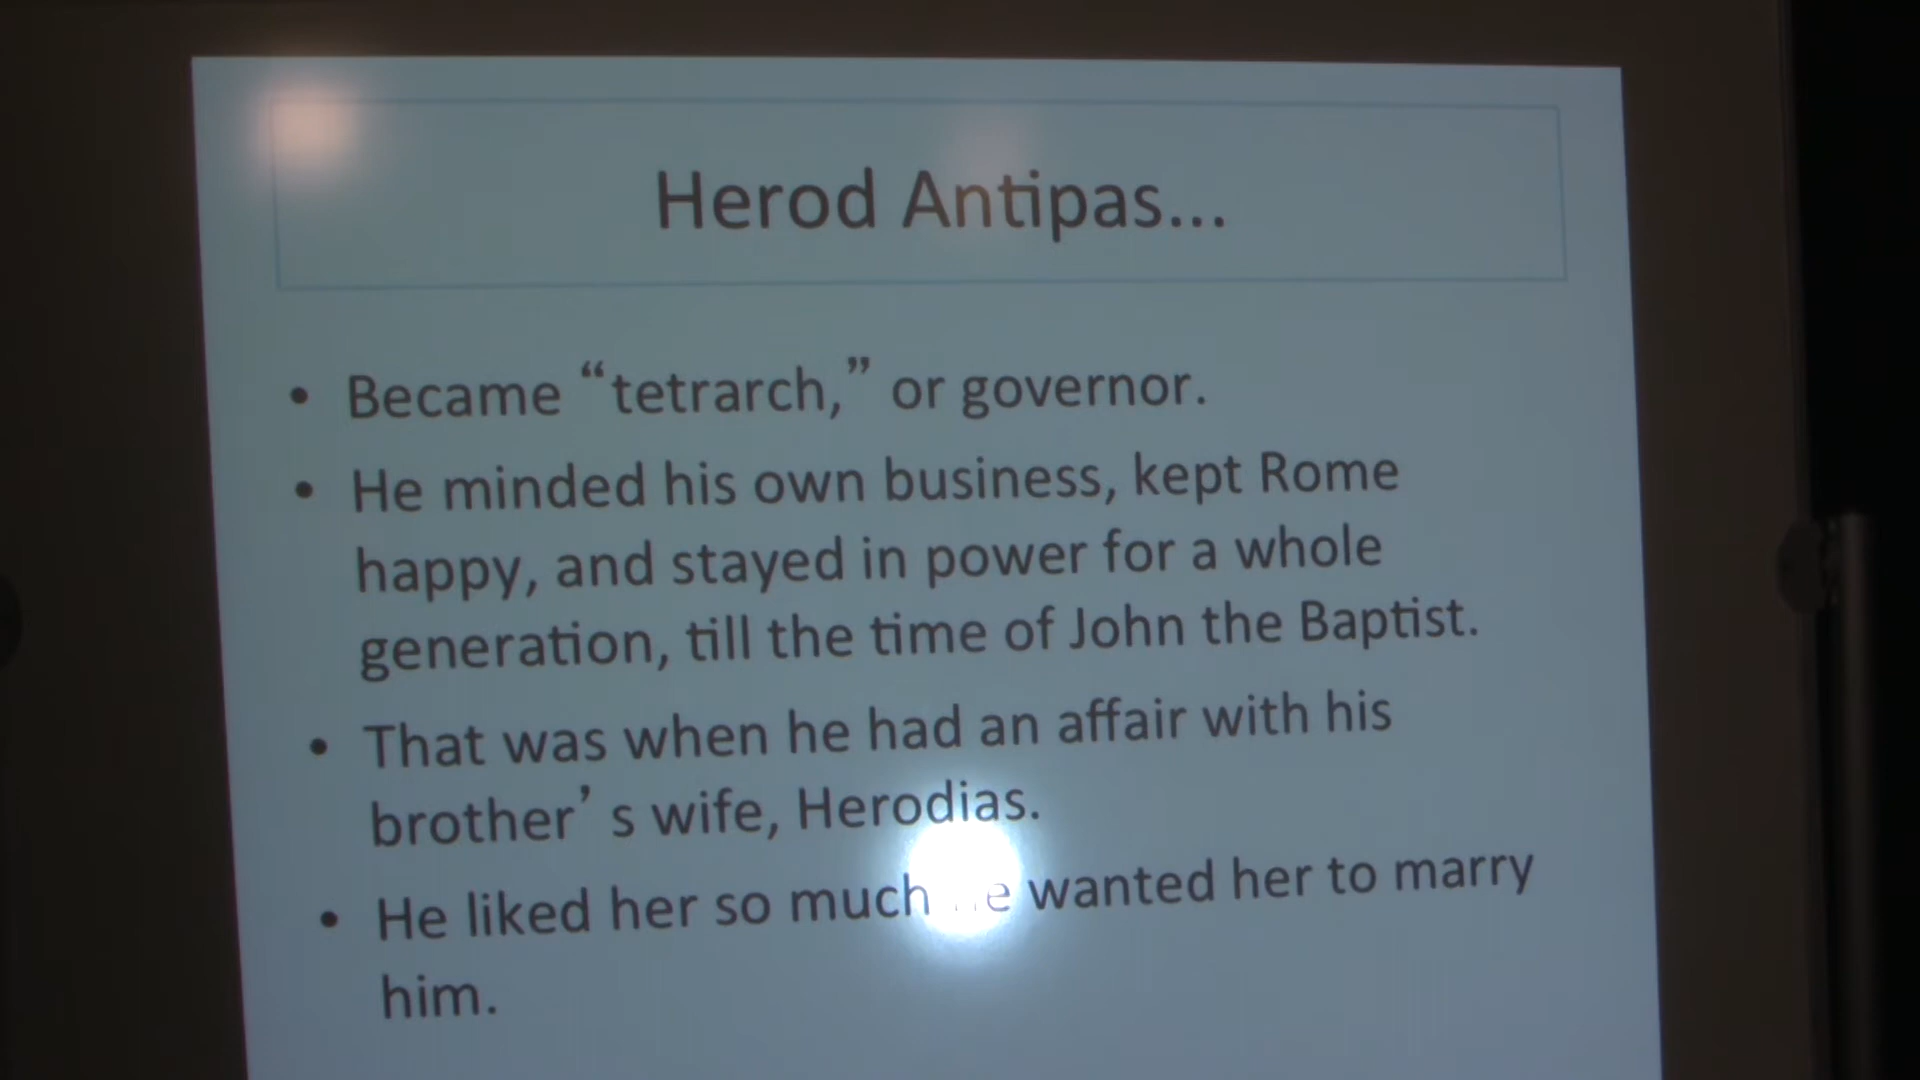 Herod Antipas...
• Became “tetrarch,” or governor.
• He minded his own business, kept Rome
happy, and stayed in power for a whole
generation, till the time of John the Baptist.
• That was when he had an affair with his
brother’s wife, Herodias.
• He liked her so much wanted her to marry
him.